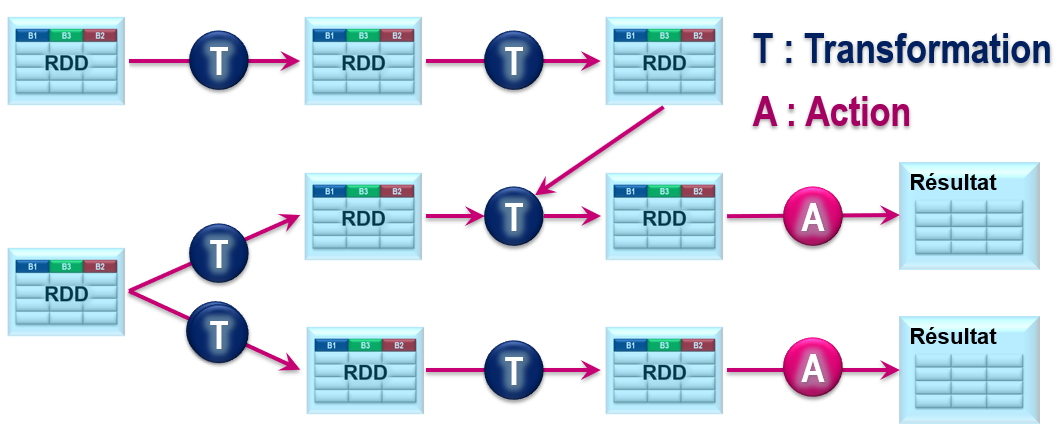 B1 B3 B2
RDD
T
B1 B3 B2
RDD
T
B1 B3 B2
RDD
T : Transformation
A : Action
B1 B3 B2
RDD
T
B1 B3 B2
RDD
A
Résultat
T
B1 B3 B2
RDD
T
B1 B3 B2
RDD
T
B1 B3 B2
RDD
A
Résultat